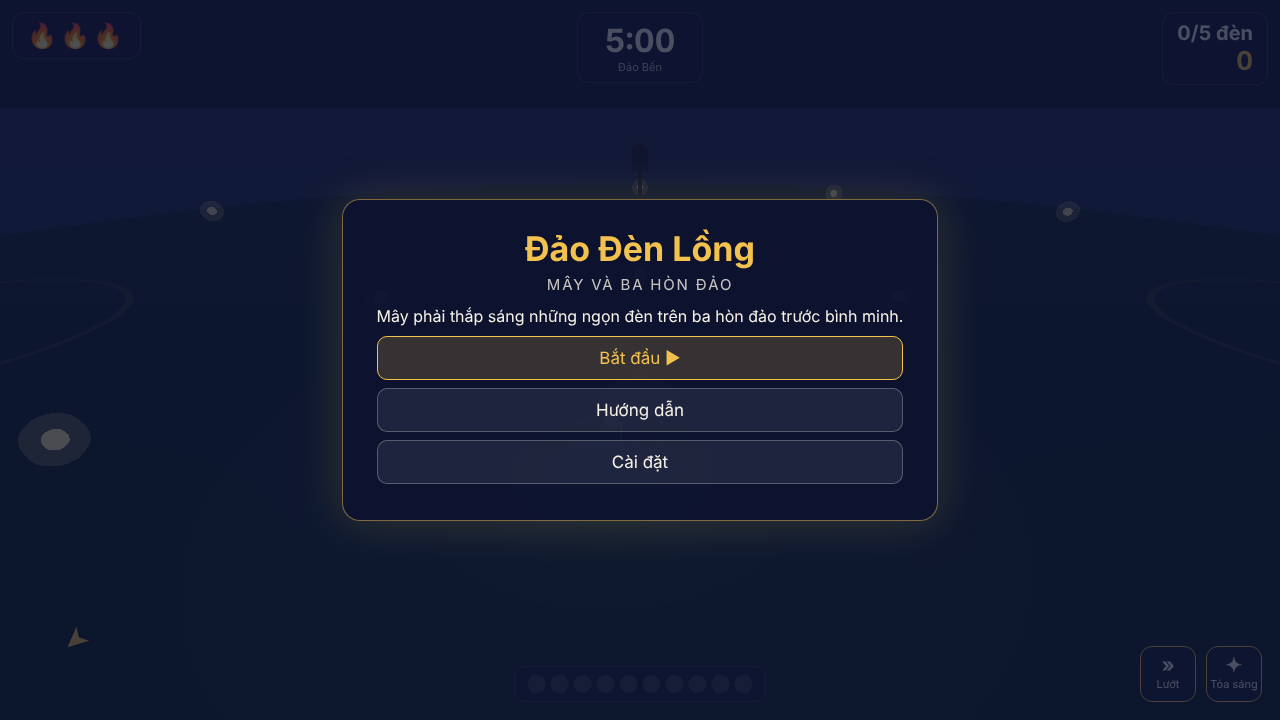 5:00
Đảo Bến
0/5 đèn
0
Đảo Đèn Lồng
MÂY VÀ BA HÒN ĐẢO
Mây phải thắp sáng những ngọn đèn trên ba hòn đảo trước bình minh.
Bắt đầu ▶
Hướng dẫn
Cài đặt
Lướt
Tỏa sáng